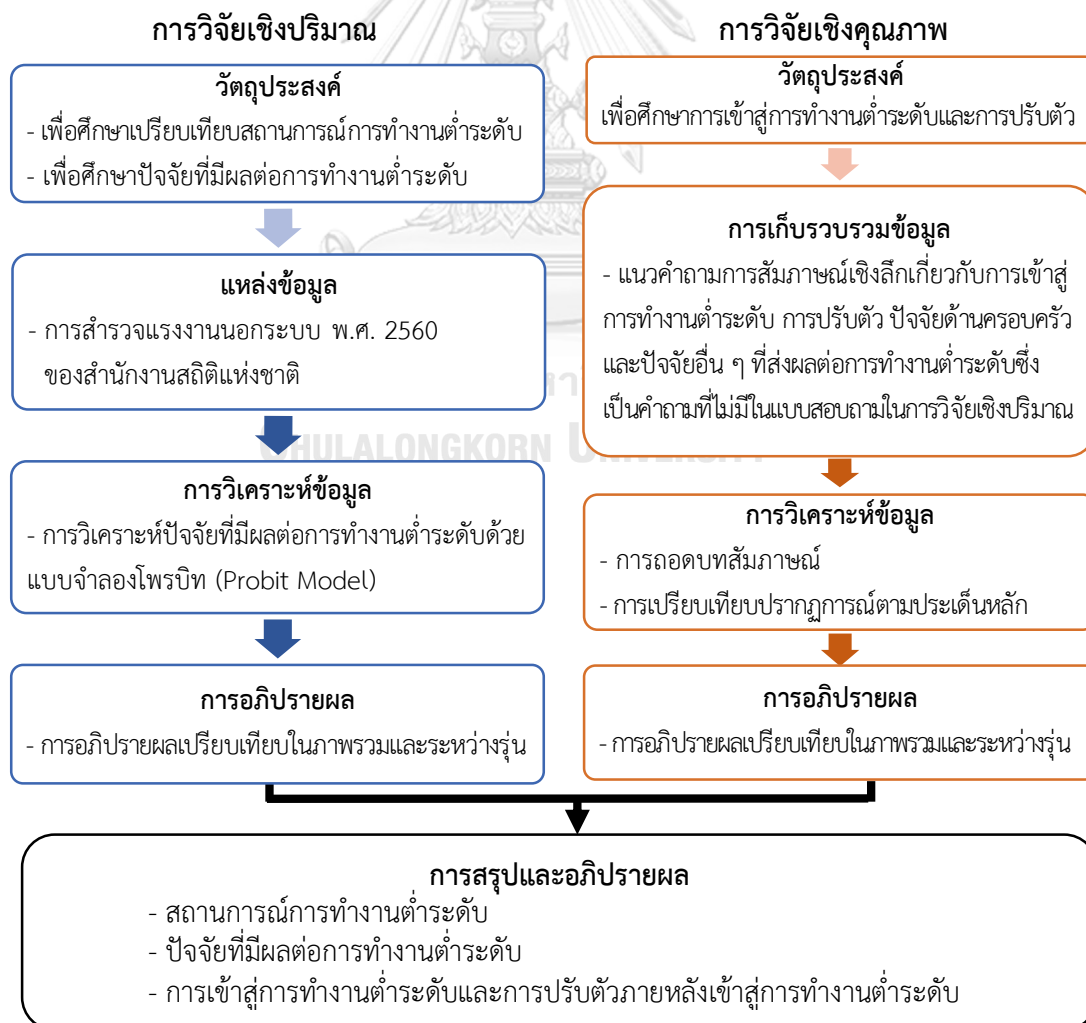 การวิจัยเชิงปริมาณ
วัตถุประสงค์
- เพื่อศึกษาเปรียบเทียบสถานการณ์การทำงานต่ำระดับ
- เพื่อศึกษาปัจจัยที่มีผลต่อการทำงานต่ำระดับ
แหล่งข้อมูล
- การสำรวจแรงงานนอกระบบ พ.ศ. 2560
ของสำนักงานสถิติแห่งชาติ
การวิเคราะห์ข้อมูล
- การวิเคราะห์ปัจจัยที่มีผลต่อการทำงานต่ำระดับด้วย
แบบจำลองโพรบิท (Probit Model)
การอภิปรายผล
- การอภิปรายผลเปรียบเทียบในภาพรวมและระหว่างรุ่น
การวิจัยเชิงคุณภาพ
วัตถุประสงค์
เพื่อศึกษาการเข้าสู่การทำงานต่ำระดับและการปรับตัว
การเก็บรวบรวมข้อมูล
- แนวคำถามการสัมภาษณ์เชิงลึกเกี่ยวกับการเข้าสู่
การทำงานต่ำระดับ การปรับตัว ปัจจัยด้านครอบครัว
และปัจจัยอื่น ๆ ที่ส่งผลต่อการทำงานต่ำระดับซึ่ง
เป็นคำถามที่ไม่มีในแบบสอบถามในการวิจัยเชิงปริมาณ
การวิเคราะห์ข้อมูล
- การถอดบทสัมภาษณ์
- การเปรียบเทียบปรากฏการณ์ตามประเด็นหลัก
การอภิปรายผล
- การอภิปรายผลเปรียบเทียบในภาพรวมและระหว่างรุ่น
CHULALONGKORN UNIVERSITY
การสรุปและอภิปรายผล
- สถานการณ์การทำงานต่ำระดับ
- ปัจจัยที่มีผลต่อการทำงานต่ำระดับ
- การเข้าสู่การทำงานต่ำระดับและการปรับตัวภายหลังเข้าสู่การทำงานต่ำระดับ